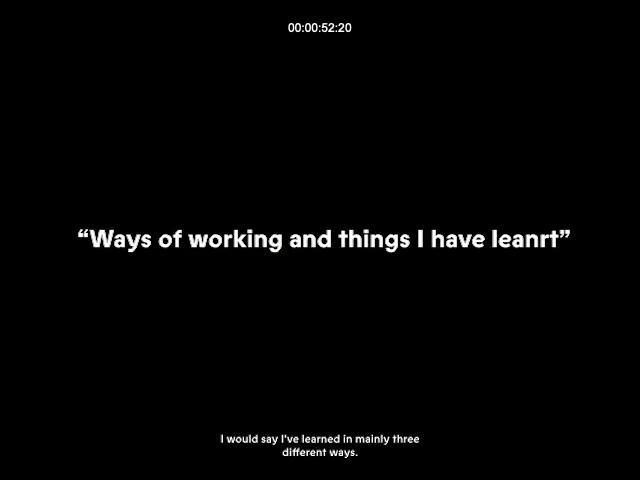 00:00:52:20
“Ways of working and things I have leanrt”
I would say I've learned in mainly three
different ways.